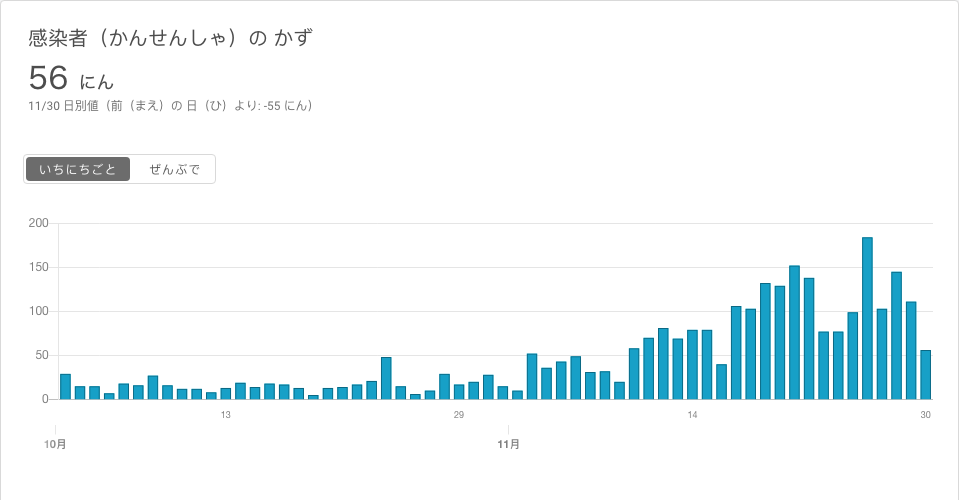 感染者（かんせんしゃ）の かず
56 にん
11/30 日別値（前（まえ）の 日（ひ）より: -55 にん）
いちにちごと ぜんぶで
200
150
100
50
0
13 29 14 30
10月 11月